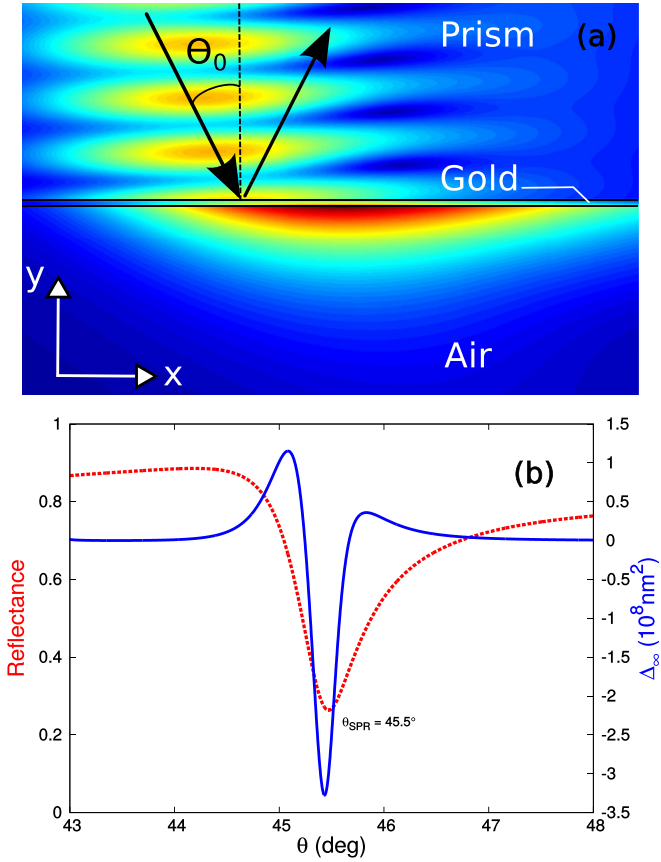 Prism (a)
Θ0
Gold
y
x
Air
1 1.5
(b)
1
0.8
0.5
0
0.6
-0.5
-1
0.4
-1.5
-2
θSPR = 45.5°
0.2
-2.5
-3
0 -3.5
43 44 45 46 47 48
θ (deg)
Reflectance
Δ∞ (10⁸nm²)